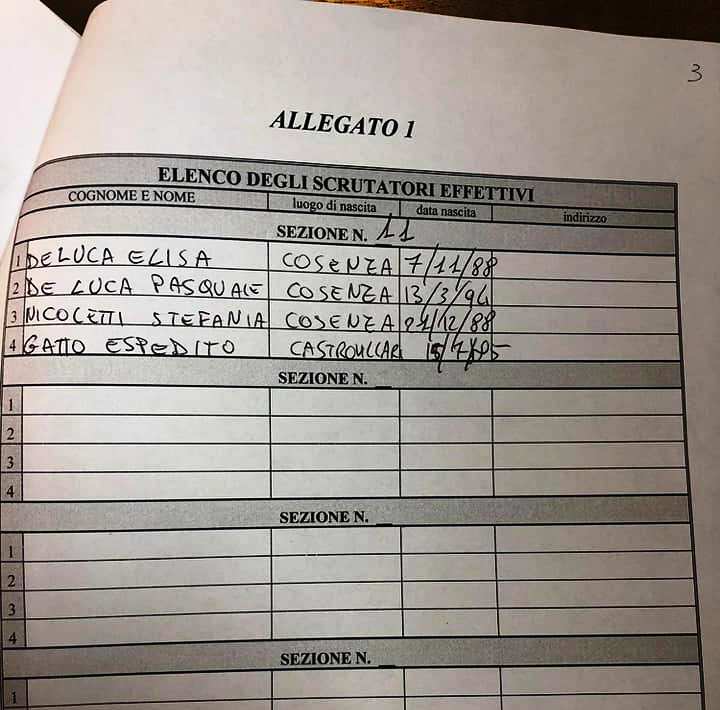 3
ALLEGATO 1
ELENCO DEGLI SCRUTATORI EFFETTIVI
COGNOME E NOME luogo di nascita data nascita indirizzo
SEZIONE N. 11
1 DE LUCA ELISA COSENZA 7/11/88
2 DE LUCA PASQUALE COSENZA 13/3/94
3 NICOLETTI STEFANIA COSENZA /12/88
4 GATTO ESPEDITO
SEZIONE N.
1
2
3
4
SEZIONE N.
1
2
3
4
SEZIONE N.
1